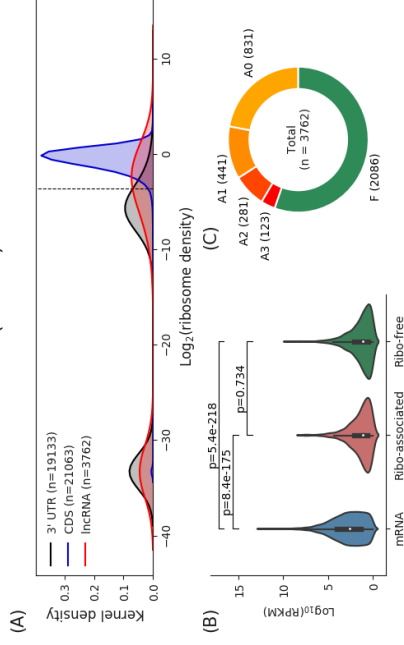 (A)
3' UTR (n=19133)
CDS (n=21063)
lncRNA (n=3762)
Kernel density
0.3
0.2
0.1
0.0
−40
−30
−20
−10
0
10
Log2(ribosome density)
(B)
p=5.4e-218
p=8.4e-175
p=0.734
Log10(RPKM)
15
10
5
0
mRNA
Ribo-associated
Ribo-free
(C)
A0 (831)
A1 (441)
A2 (281)
A3 (123)
F (2086)
Total
(n = 3762)